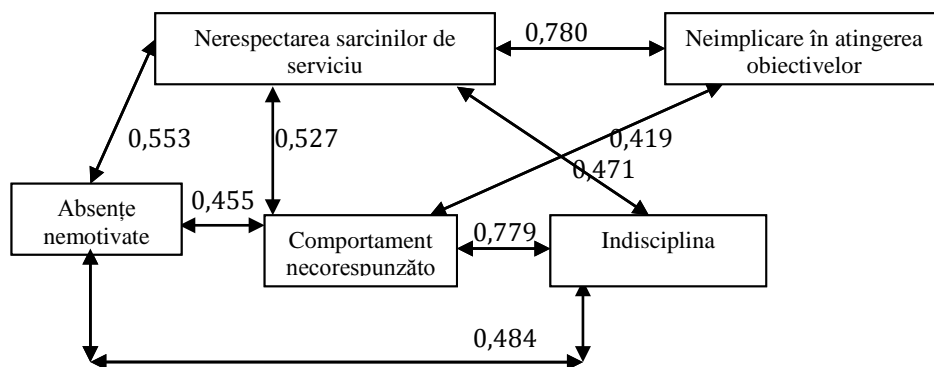 Nerespectarea sarcinilor de
serviciu
0,780
Neimplicare în atingerea
obiectivelor
0,553
0,527
0,419
0,471
Absențe
nemotivate
0,455
Comportament
necorespunzăto
0,779
Indisciplina
0,484